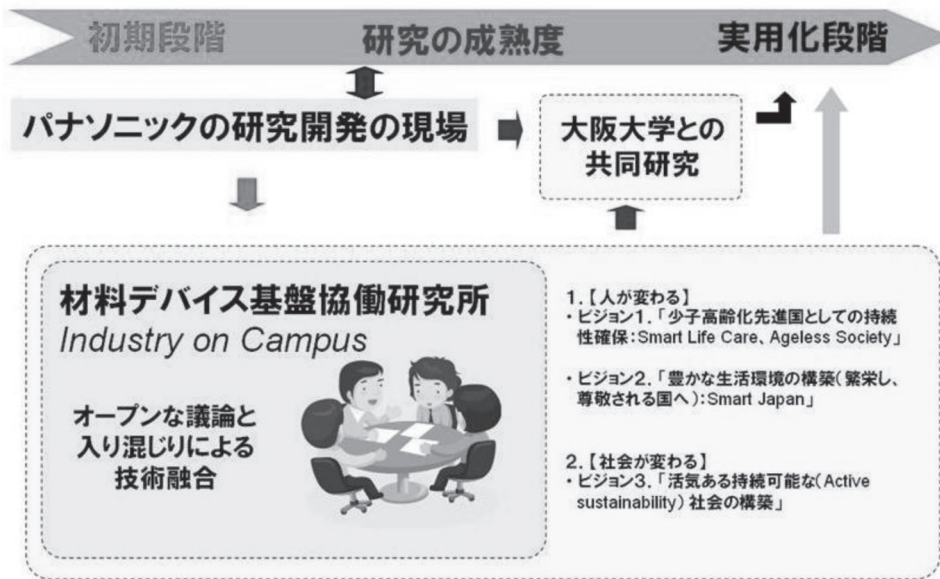 初期段階
研究の成熟度
実用化段階
パナソニックの研究開発の現場
大阪大学との
共同研究
材料デバイス基盤協働研究所
Industry on Campus
オープンな議論と
入り混じりによる
技術融合
1.【人が変わる】
・ビジョン1.「少子高齢化先進国としての持続
性確保:Smart Life Care、Ageless Society」
・ビジョン2.「豊かな生活環境の構築(繁栄し、
尊敬される国へ):Smart Japan」
2.【社会が変わる】
・ビジョン3.「活気ある持続可能な(Active
sustainability)社会の構築」